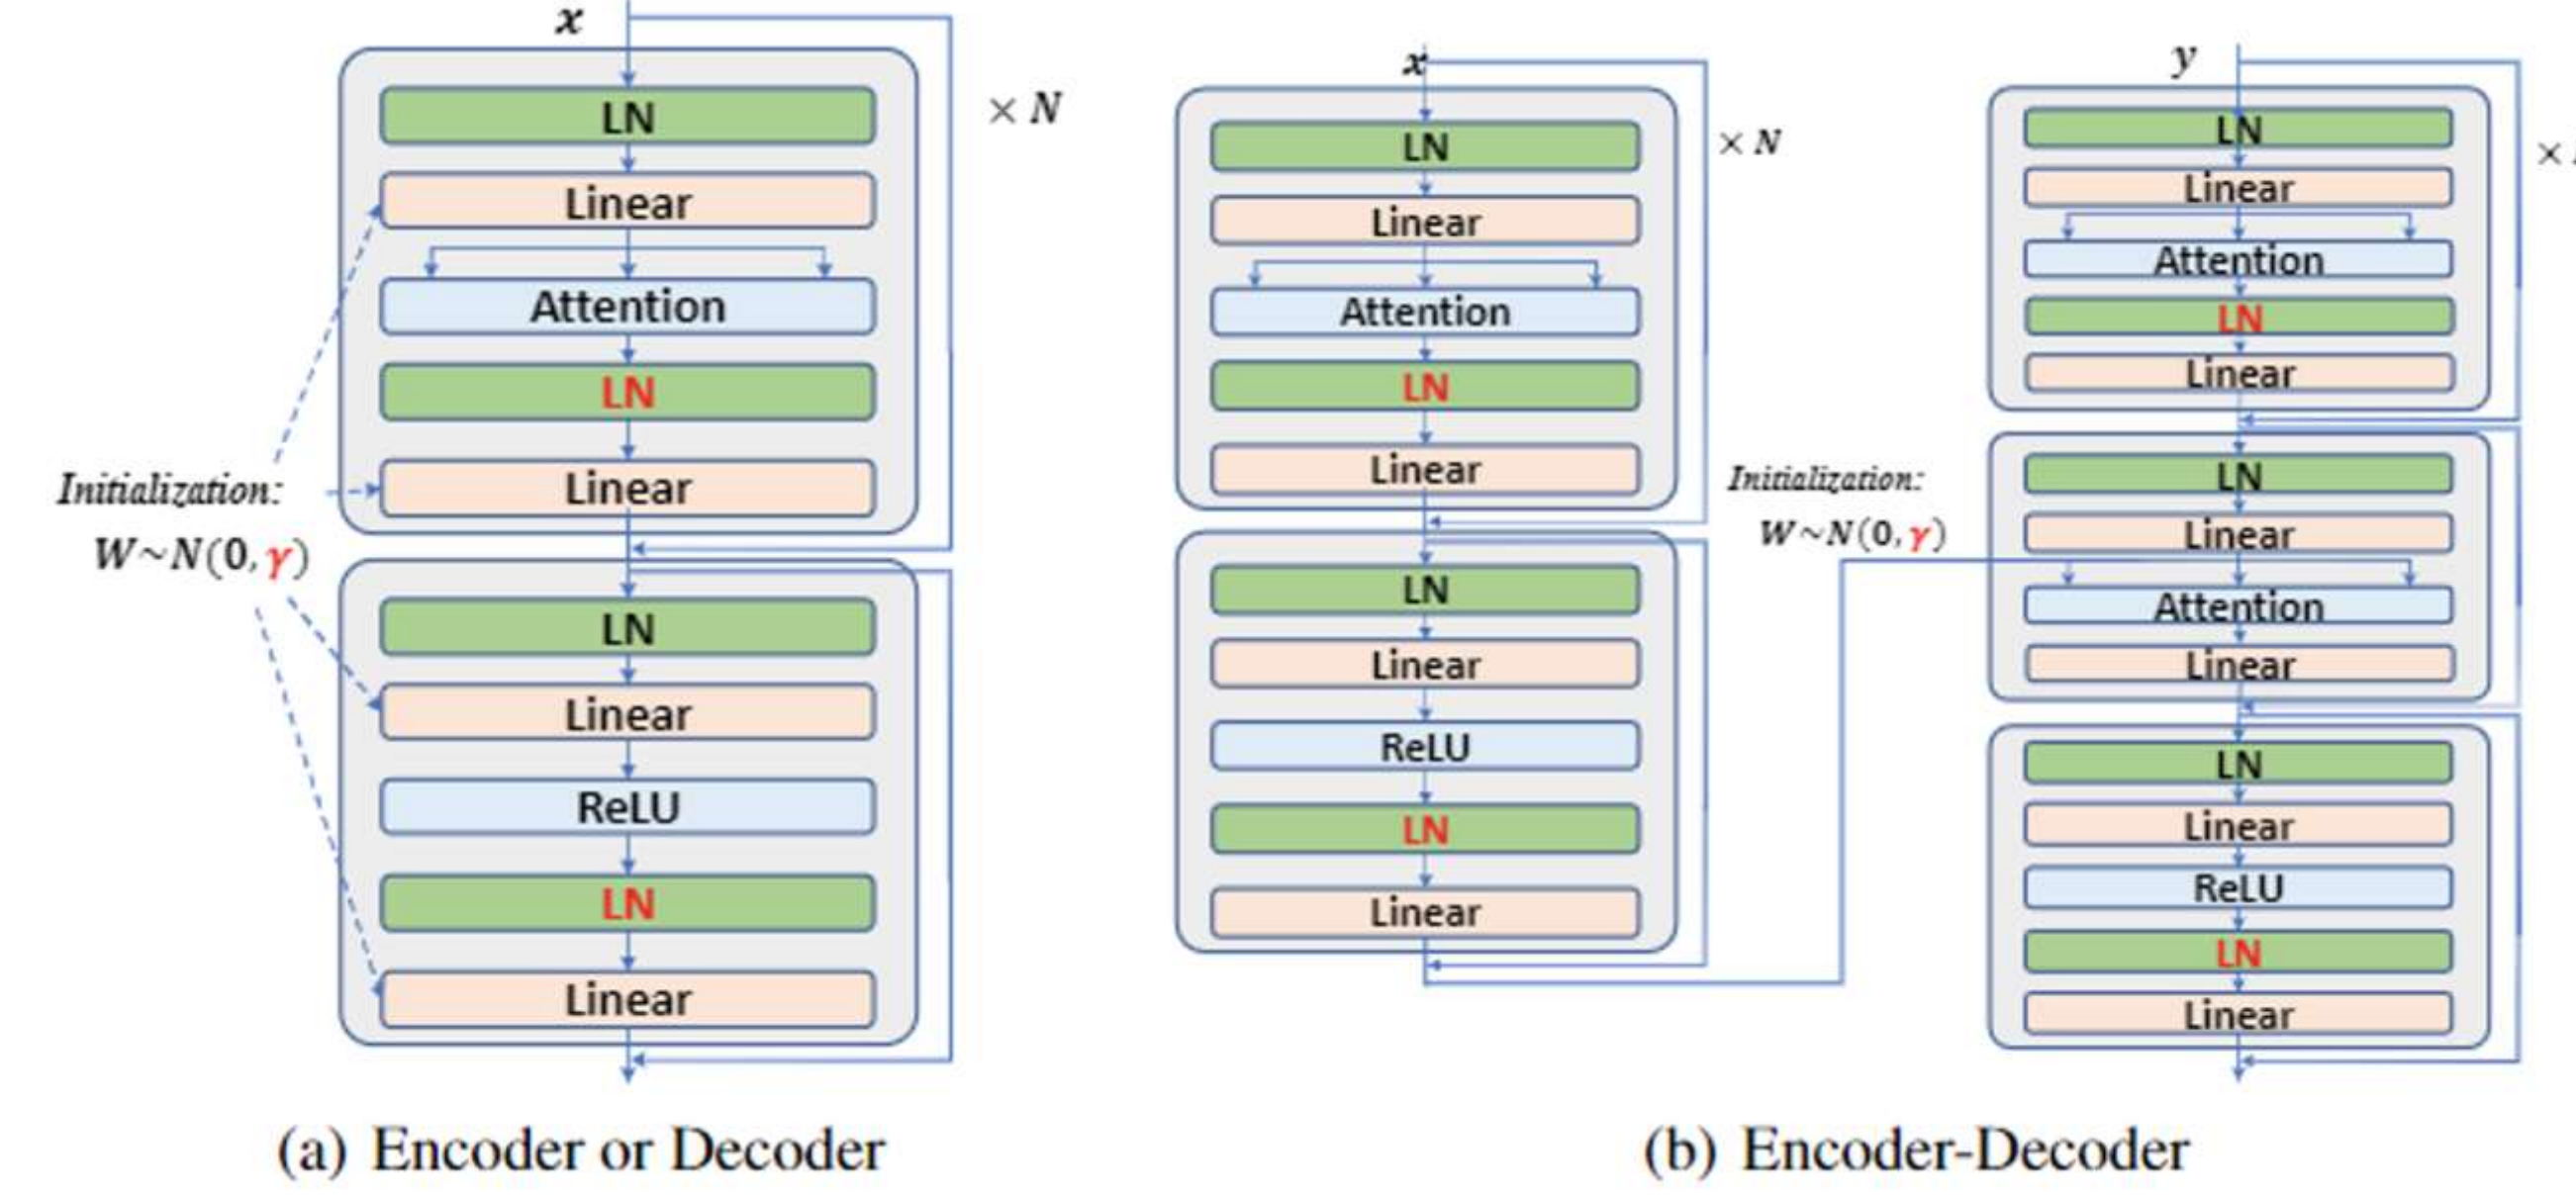 x
× N
LN
Linear
Attention
LN
Linear
Initialization:
W~N(0, γ)
LN
Linear
ReLU
LN
Linear
(a) Encoder or Decoder
x
× N
LN
Linear
Attention
LN
Linear
LN
Linear
ReLU
LN
Linear
Initialization:
W~N(0, γ)
y
×
LN
Linear
Attention
LN
Linear
LN
Linear
Attention
Linear
LN
Linear
ReLU
LN
Linear
(b) Encoder-Decoder